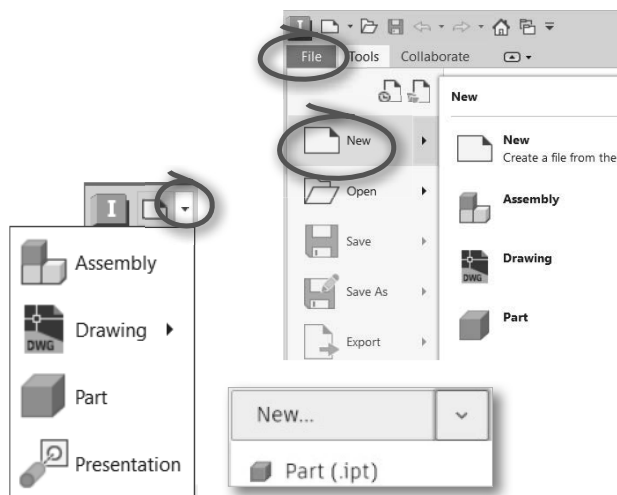 I
File Tools Collaborate
New
New
New
Create a file from the
Open
Assembly
Save
Drawing
DWG
Save As
Part
Export
I
Assembly
Drawing
DWG
Part
Presentation
New...
Part (.ipt)